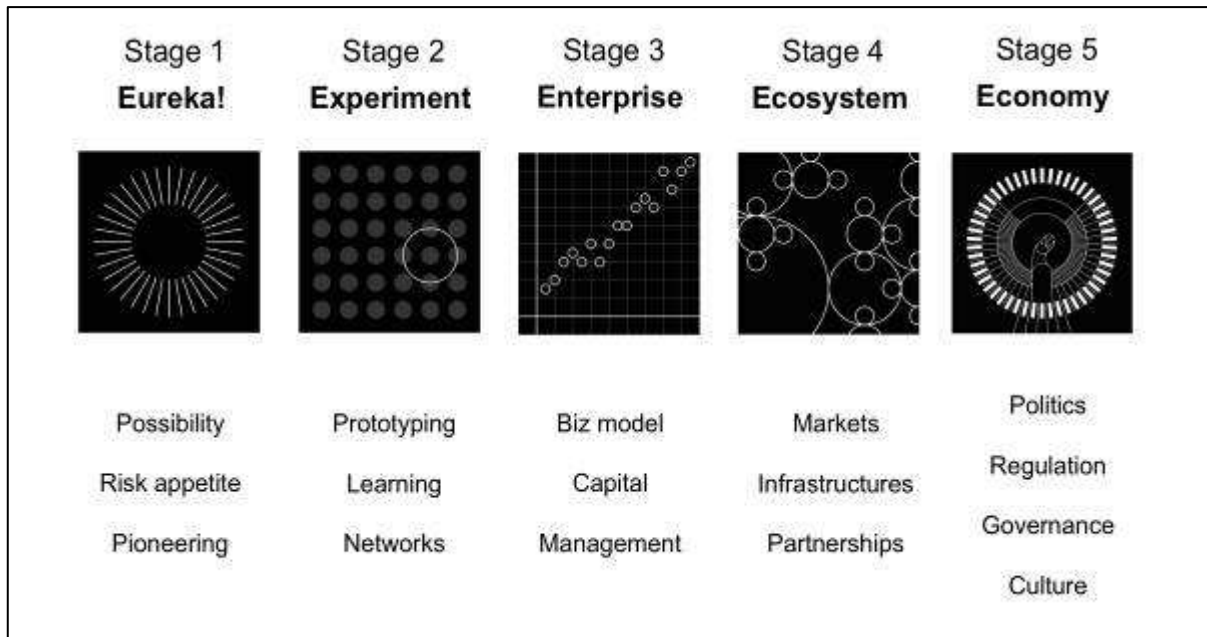 Stage 1
Eureka!
Possibility
Risk appetite
Pioneering
Stage 2
Experiment
Prototyping
Learning
Networks
Stage 3
Enterprise
Biz model
Capital
Management
Stage 4
Ecosystem
Markets
Infrastructures
Partnerships
Stage 5
Economy
Politics
Regulation
Governance
Culture